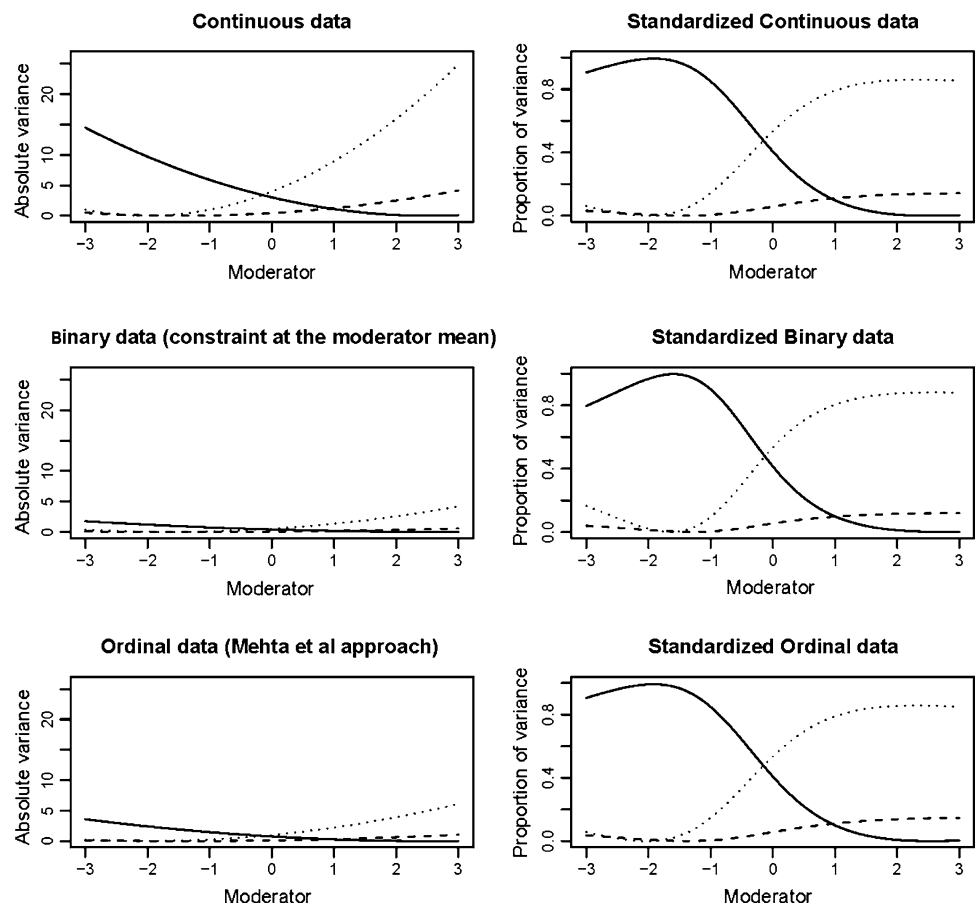 Continuous data
Absolute variance
20
10
5
0
−3 −2 −1 0 1 2 3
Moderator
Standardized Continuous data
Proportion of variance
0.8
0.4
0.0
−3 −2 −1 0 1 2 3
Moderator
Binary data (constraint at the moderator mean)
Absolute variance
20
10
5
0
−3 −2 −1 0 1 2 3
Moderator
Standardized Binary data
Proportion of variance
0.8
0.4
0.0
−3 −2 −1 0 1 2 3
Moderator
Ordinal data (Mehta et al approach)
Absolute variance
20
10
5
0
−3 −2 −1 0 1 2 3
Moderator
Standardized Ordinal data
Proportion of variance
0.8
0.4
0.0
−3 −2 −1 0 1 2 3
Moderator